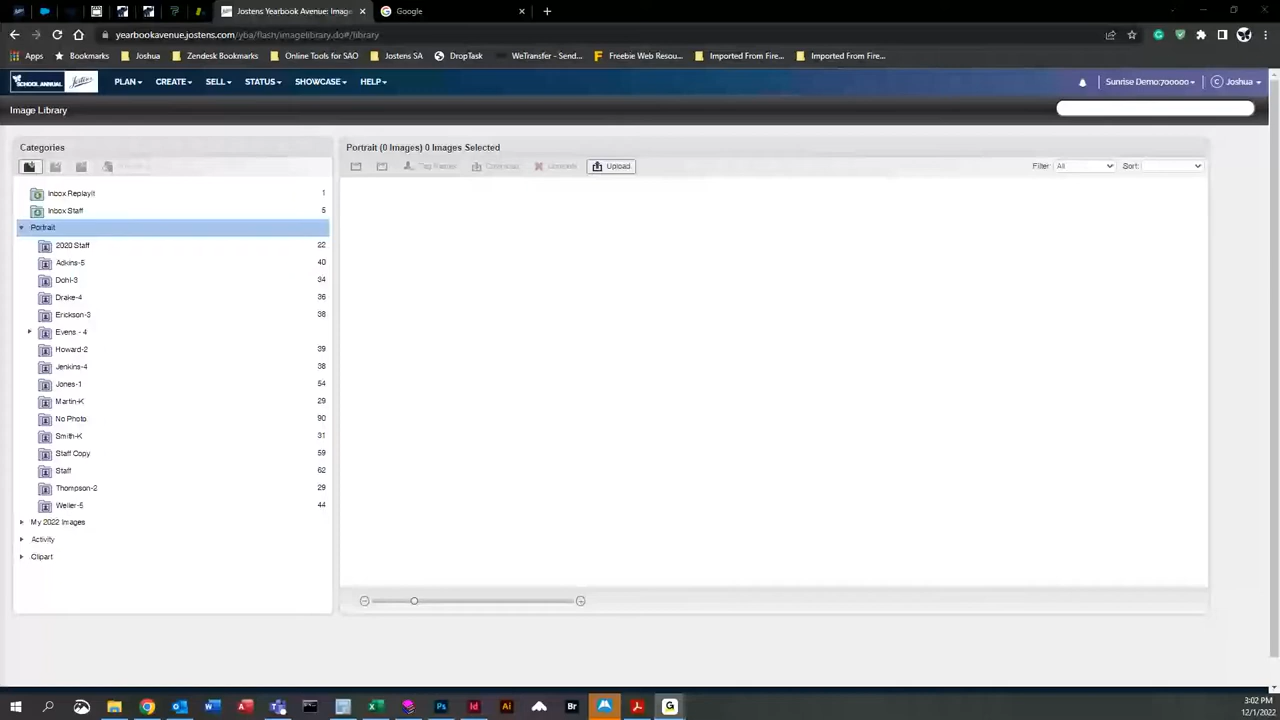 Jostens Yearbook Avenue: Image
Google
yearbookavenue.jostens.com/yba/flash/imagelibrary.do#/library
Apps
Bookmarks
Joshua
Zendesk Bookmarks
Online Tools for SAO
Jostens SA
DropTask
WeTransfer - Send...
Freebie Web Resou...
Imported From Fire...
Imported From Fire...
SCHOOL ANNUAL
Jostens
PLAN
CREATE
SELL
STATUS
SHOWCASE
HELP
Sunrise Demo:700000
Joshua
Image Library
Categories
Portrait (0 Images) 0 Images Selected
Upload
Filter: All
Sort:
Inbox ReplayIt 1
Inbox Staff 5
Portrait
2020 Staff 22
Adkins-5 40
Dohl-3 34
Drake-4 36
Erickson-3 38
Evens - 4
Howard-2 39
Jenkins-4 38
Jones-1 54
Martin-K 29
No Photo 90
Smith-K 31
Staff Copy 59
Staff 62
Thompson-2 29
Weller-5 44
My 2022 Images
Activity
Clipart
3:02 PM
12/1/2022